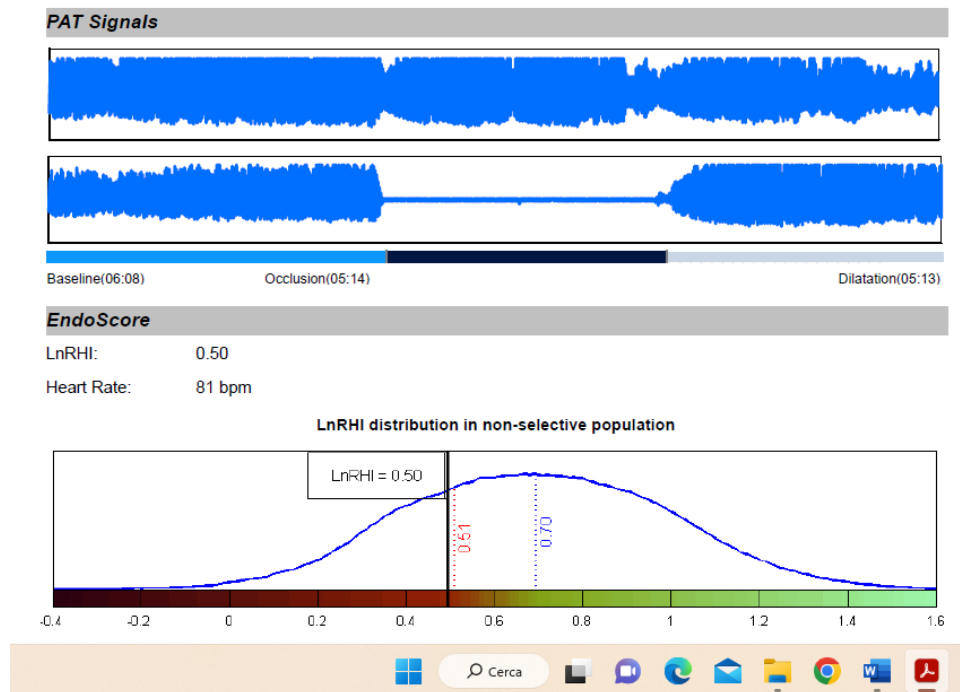 PAT Signals
Baseline(06:08) Occlusion(05:14) Dilatation(05:13)
EndoScore
LnRHI: 0.50
Heart Rate: 81 bpm
LnRHI distribution in non-selective population
LnRHI = 0.50
0.51
0.70
-0.4 -0.2 0 0.2 0.4 0.6 0.8 1 1.2 1.4 1.6
Cerca